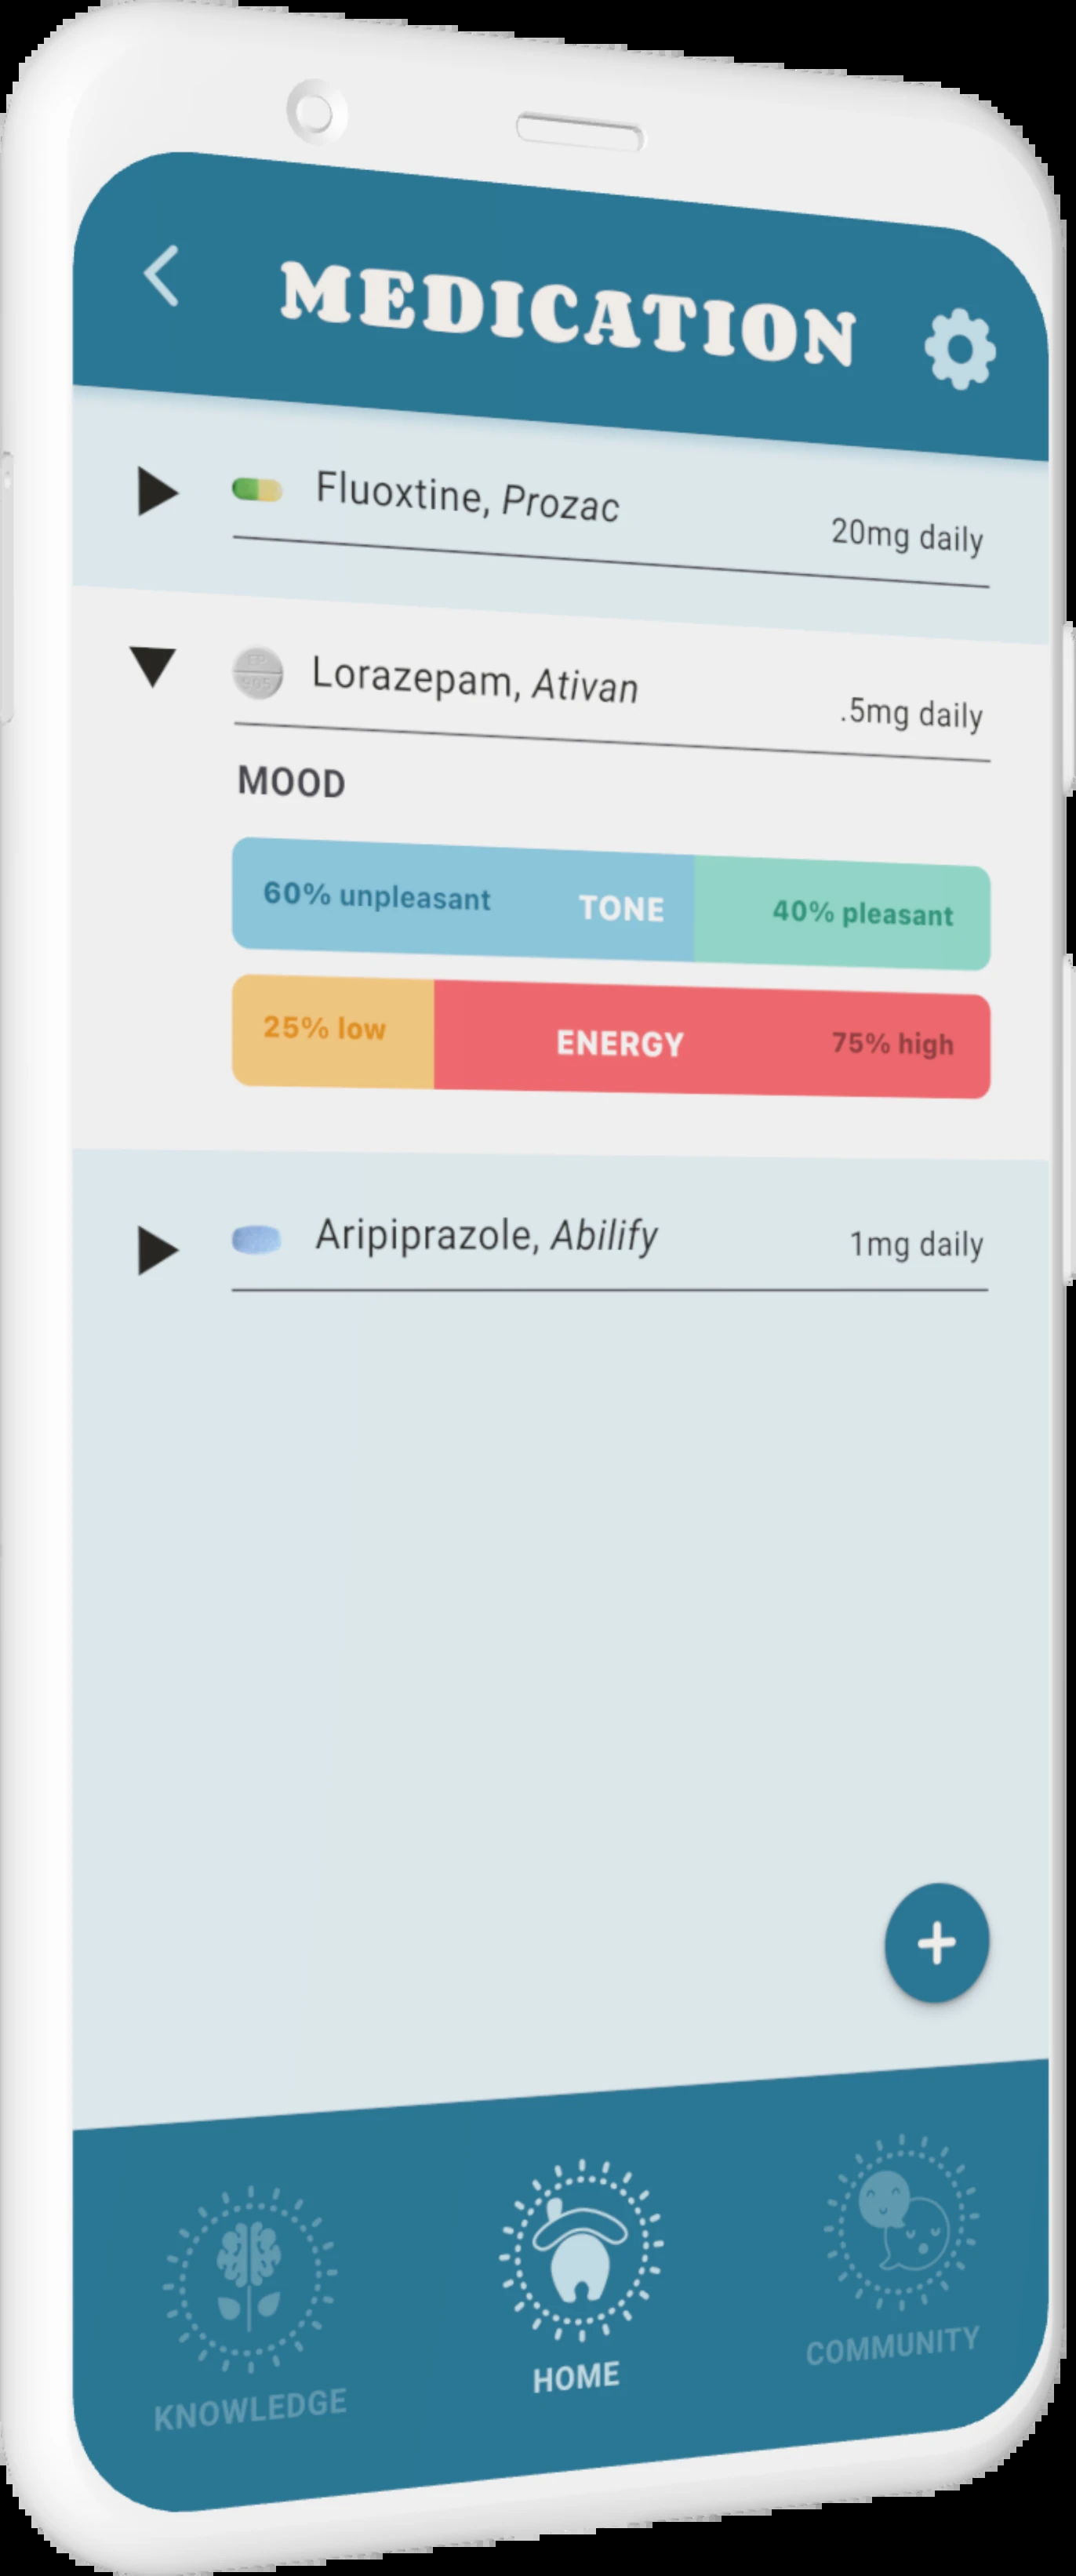 MEDICATION
Fluoxtine, Prozac
20mg daily
Lorazepam, Ativan
.5mg daily
MOOD
60% unpleasant TONE 40% pleasant
25% low ENERGY 75% high
Aripiprazole, Abilify
1mg daily
+
KNOWLEDGE
HOME
COMMUNITY